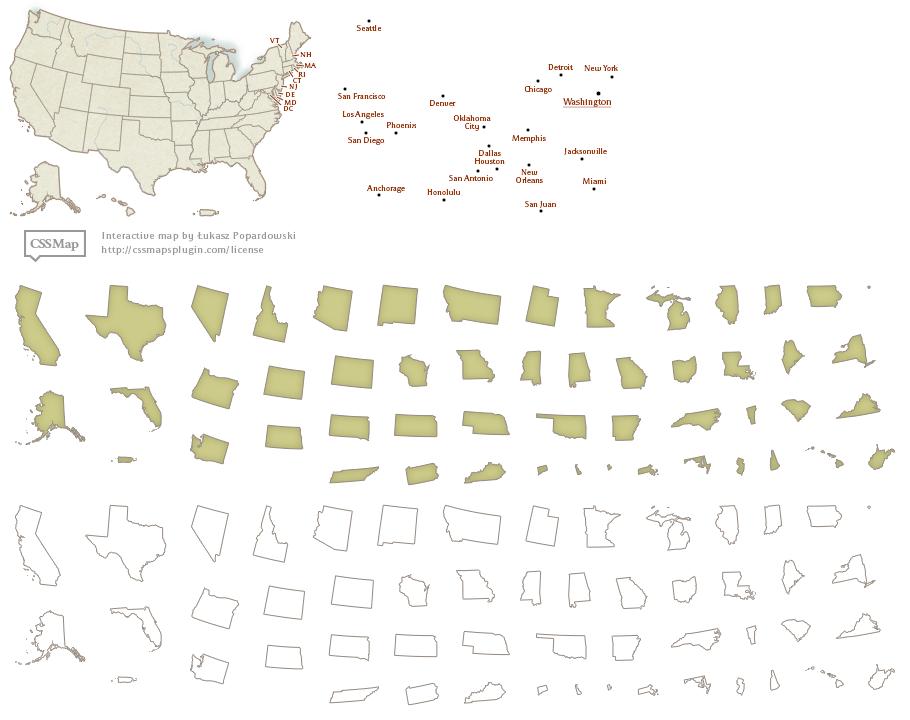 VT
NH
MA
RI
CT
NJ
DE
MD
DC
Seattle
Detroit
New York
Chicago
Washington
San Francisco
Denver
Los Angeles
Phoenix
San Diego
Oklahoma
City
Memphis
Dallas
Houston
San Antonio
New
Orleans
Jacksonville
Miami
Anchorage
Honolulu
San Juan
CSSMap
Interactive map by Łukasz Popardowski
http://cssmapsplugin.com/license